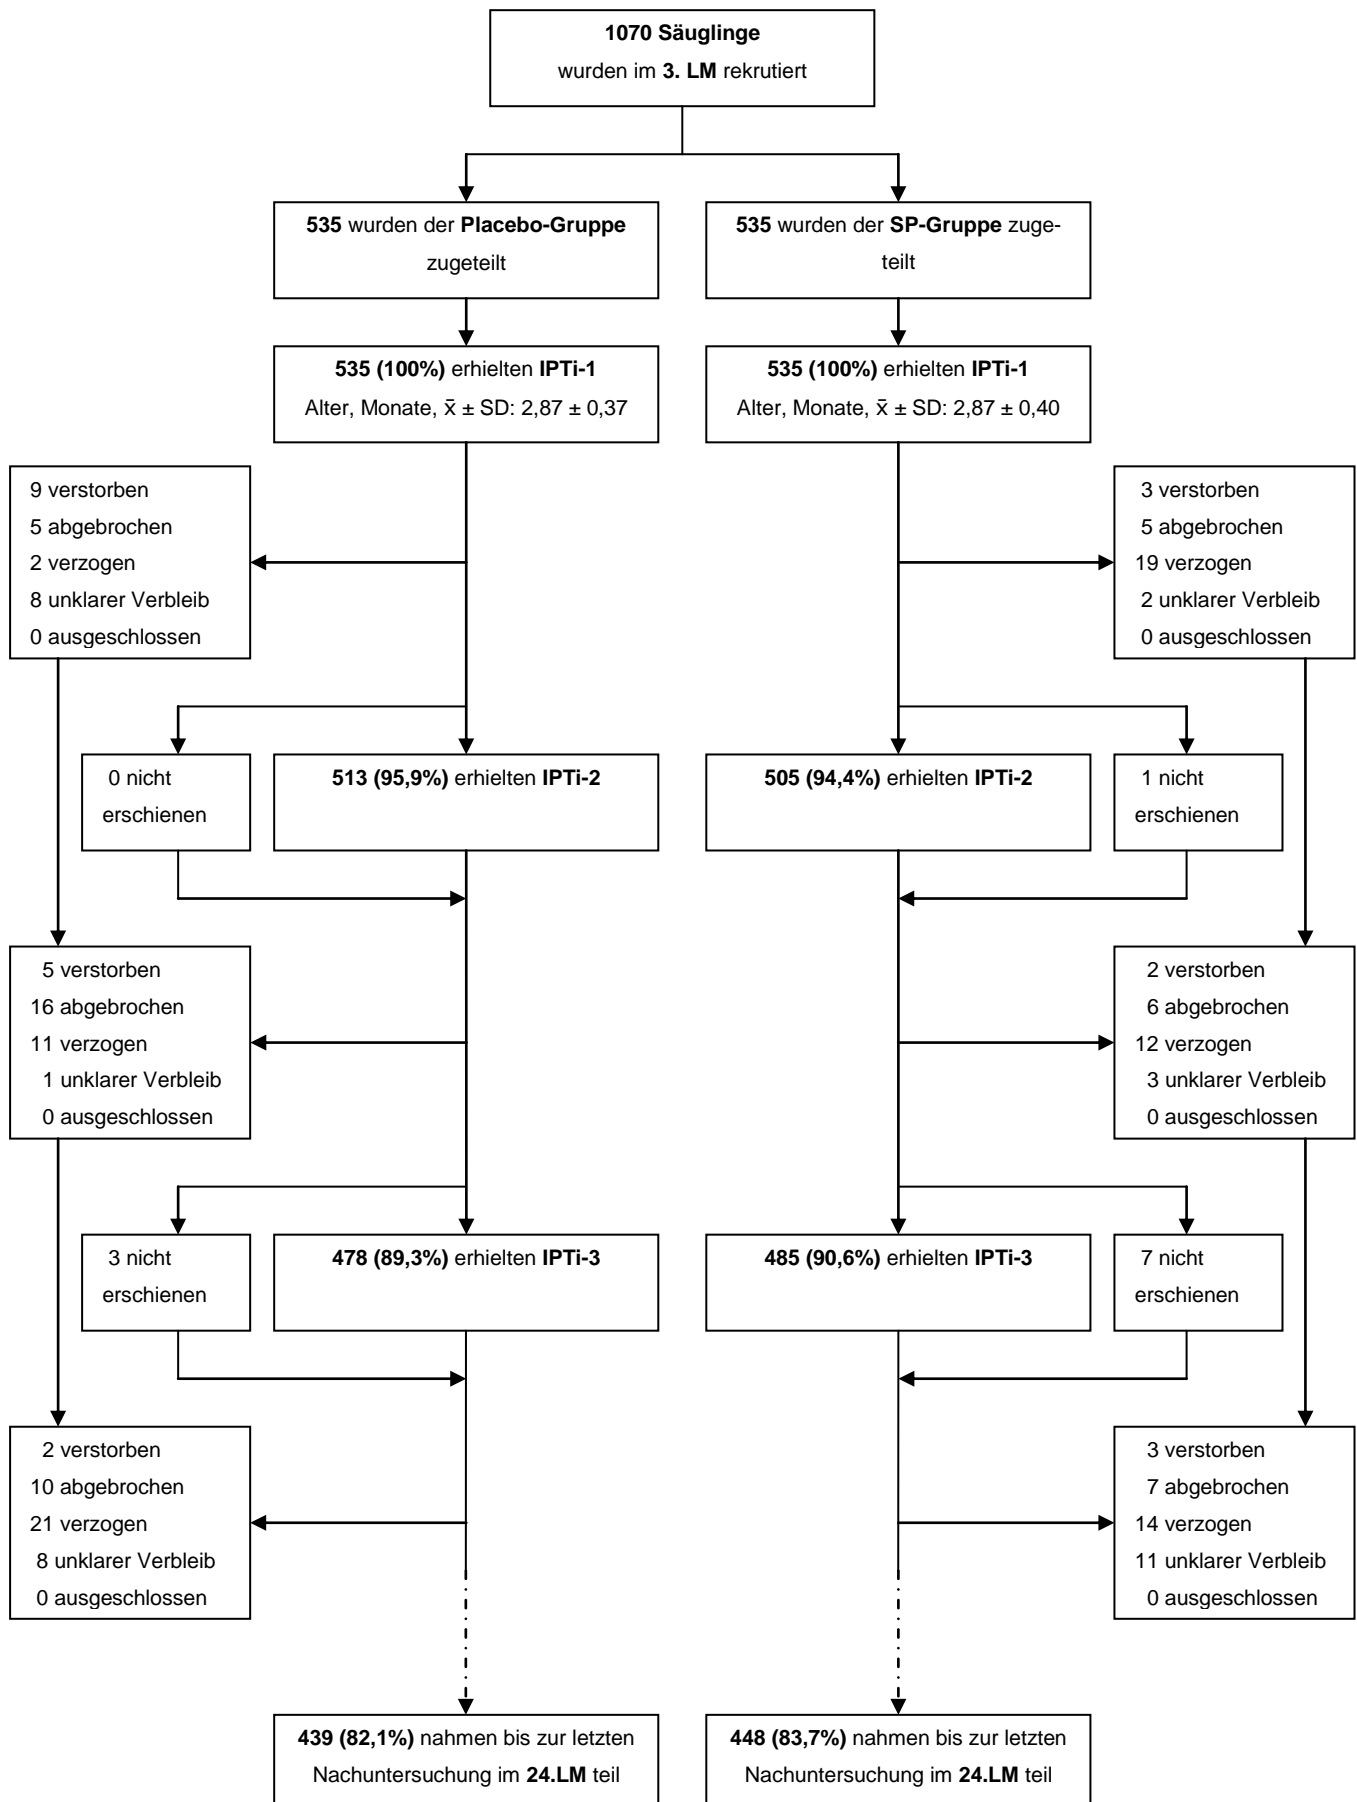 1070 Säuglinge
wurden im 3. LM rekrutiert
535 wurden der Placebo-Gruppe
zugeteilt
535 wurden der SP-Gruppe zuge-
teilt
535 (100%) erhielten IPTi-1
Alter, Monate, x̄ ± SD: 2,87 ± 0,37
535 (100%) erhielten IPTi-1
Alter, Monate, x̄ ± SD: 2,87 ± 0,40
9 verstorben
5 abgebrochen
2 verzogen
8 unklarer Verbleib
0 ausgeschlossen
3 verstorben
5 abgebrochen
19 verzogen
2 unklarer Verbleib
0 ausgeschlossen
0 nicht
erschienen
513 (95,9%) erhielten IPTi-2
505 (94,4%) erhielten IPTi-2
1 nicht
erschienen
5 verstorben
16 abgebrochen
11 verzogen
1 unklarer Verbleib
0 ausgeschlossen
2 verstorben
6 abgebrochen
12 verzogen
3 unklarer Verbleib
0 ausgeschlossen
3 nicht
erschienen
478 (89,3%) erhielten IPTi-3
485 (90,6%) erhielten IPTi-3
7 nicht
erschienen
2 verstorben
10 abgebrochen
21 verzogen
8 unklarer Verbleib
0 ausgeschlossen
3 verstorben
7 abgebrochen
14 verzogen
11 unklarer Verbleib
0 ausgeschlossen
439 (82,1%) nahmen bis zur letzten
Nachuntersuchung im 24.LM teil
448 (83,7%) nahmen bis zur letzten
Nachuntersuchung im 24.LM teil